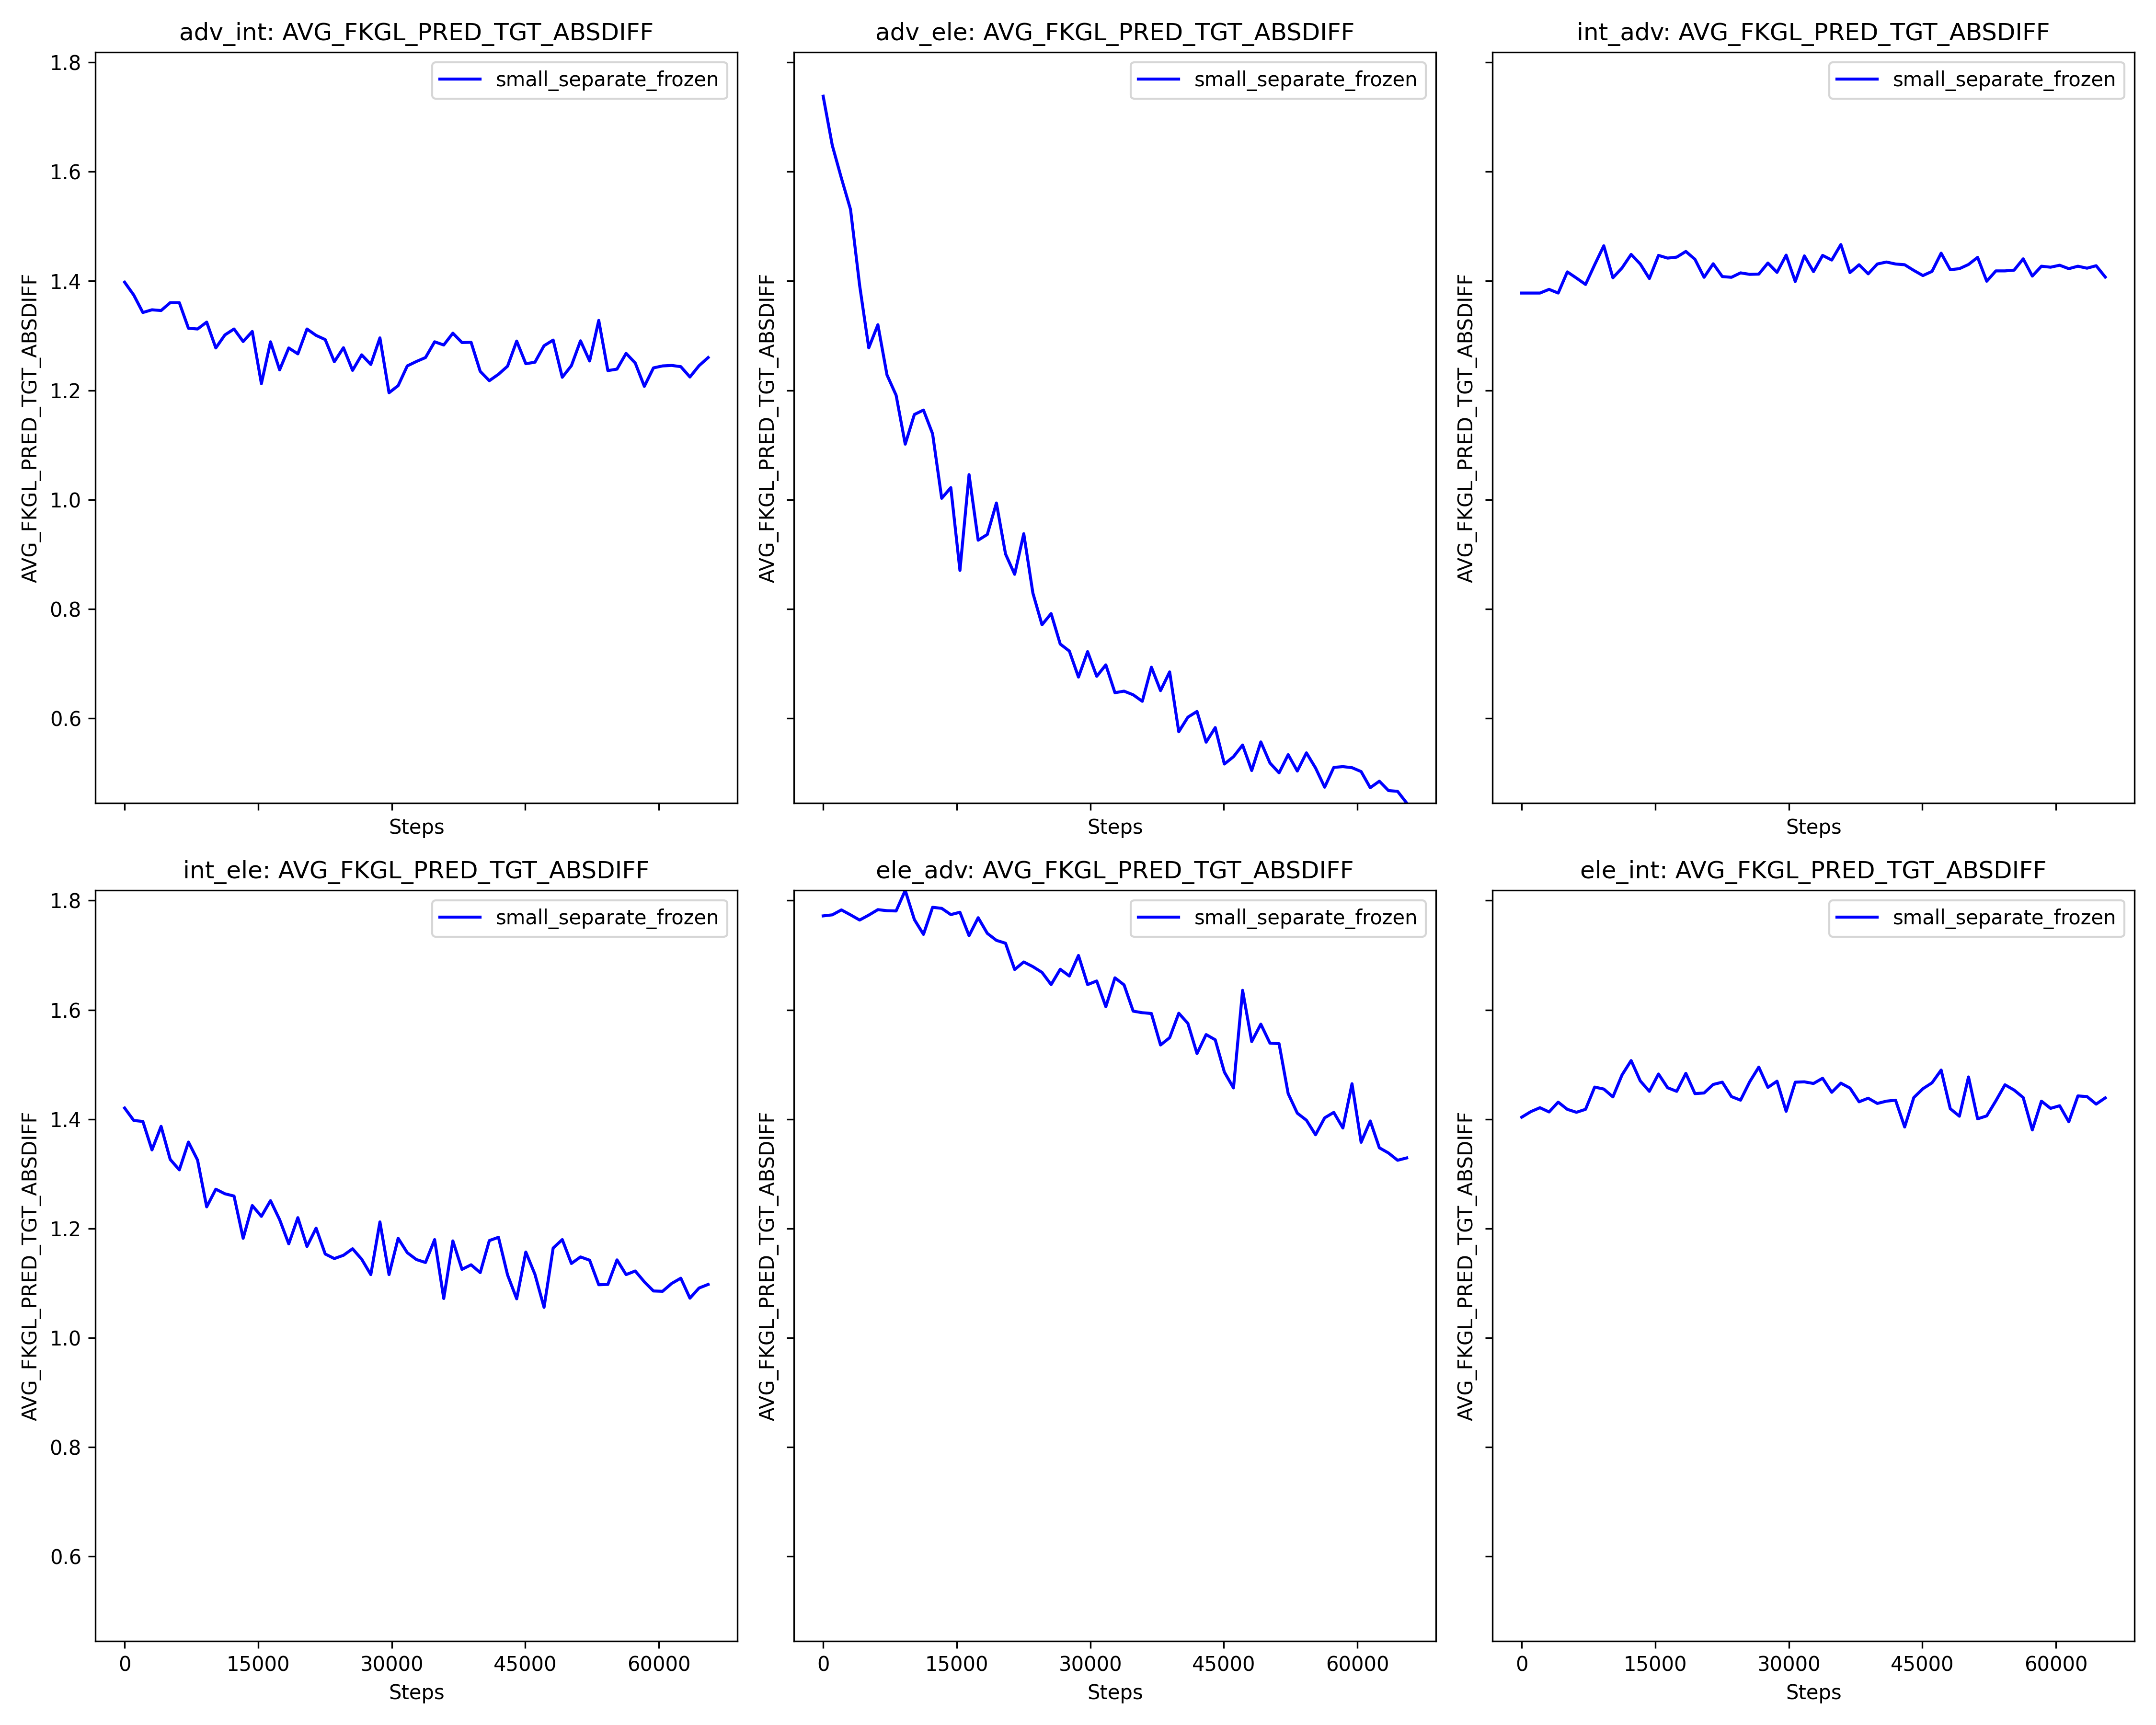 adv_int: AVG_FKGL_PRED_TGT_ABSDIFF
adv_ele: AVG_FKGL_PRED_TGT_ABSDIFF
int_adv: AVG_FKGL_PRED_TGT_ABSDIFF
small_separate_frozen
small_separate_frozen
small_separate_frozen
AVG_FKGL_PRED_TGT_ABSDIFF
1.8
1.6
1.4
1.2
1.0
0.8
0.6
AVG_FKGL_PRED_TGT_ABSDIFF
AVG_FKGL_PRED_TGT_ABSDIFF
Steps
Steps
Steps
int_ele: AVG_FKGL_PRED_TGT_ABSDIFF
ele_adv: AVG_FKGL_PRED_TGT_ABSDIFF
ele_int: AVG_FKGL_PRED_TGT_ABSDIFF
small_separate_frozen
small_separate_frozen
small_separate_frozen
AVG_FKGL_PRED_TGT_ABSDIFF
1.8
1.6
1.4
1.2
1.0
0.8
0.6
AVG_FKGL_PRED_TGT_ABSDIFF
AVG_FKGL_PRED_TGT_ABSDIFF
0 15000 30000 45000 60000
0 15000 30000 45000 60000
0 15000 30000 45000 60000
Steps
Steps
Steps